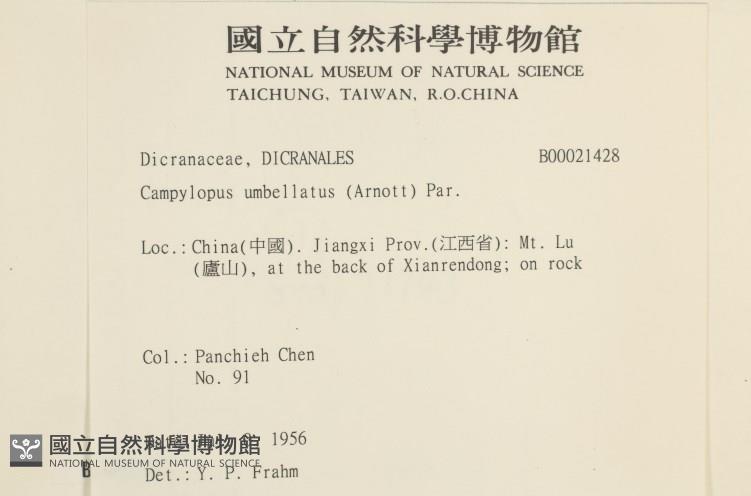 國立自然科學博物館
NATIONAL MUSEUM OF NATURAL SCIENCE
TAICHUNG, TAIWAN, R.O.CHINA
Dicranaceae, DICRANALES B00021428
Campylopus umbellatus (Arnott) Par.
Loc.: China(中國). Jiangxi Prov.(江西省): Mt. Lu
(廬山), at the back of Xianrendong; on rock
Col.: Panchieh Chen
No. 91
1956
國立自然科學博物館
NATIONAL MUSEUM OF NATURAL SCIENCE
B
Det.: Y. P. Frahm